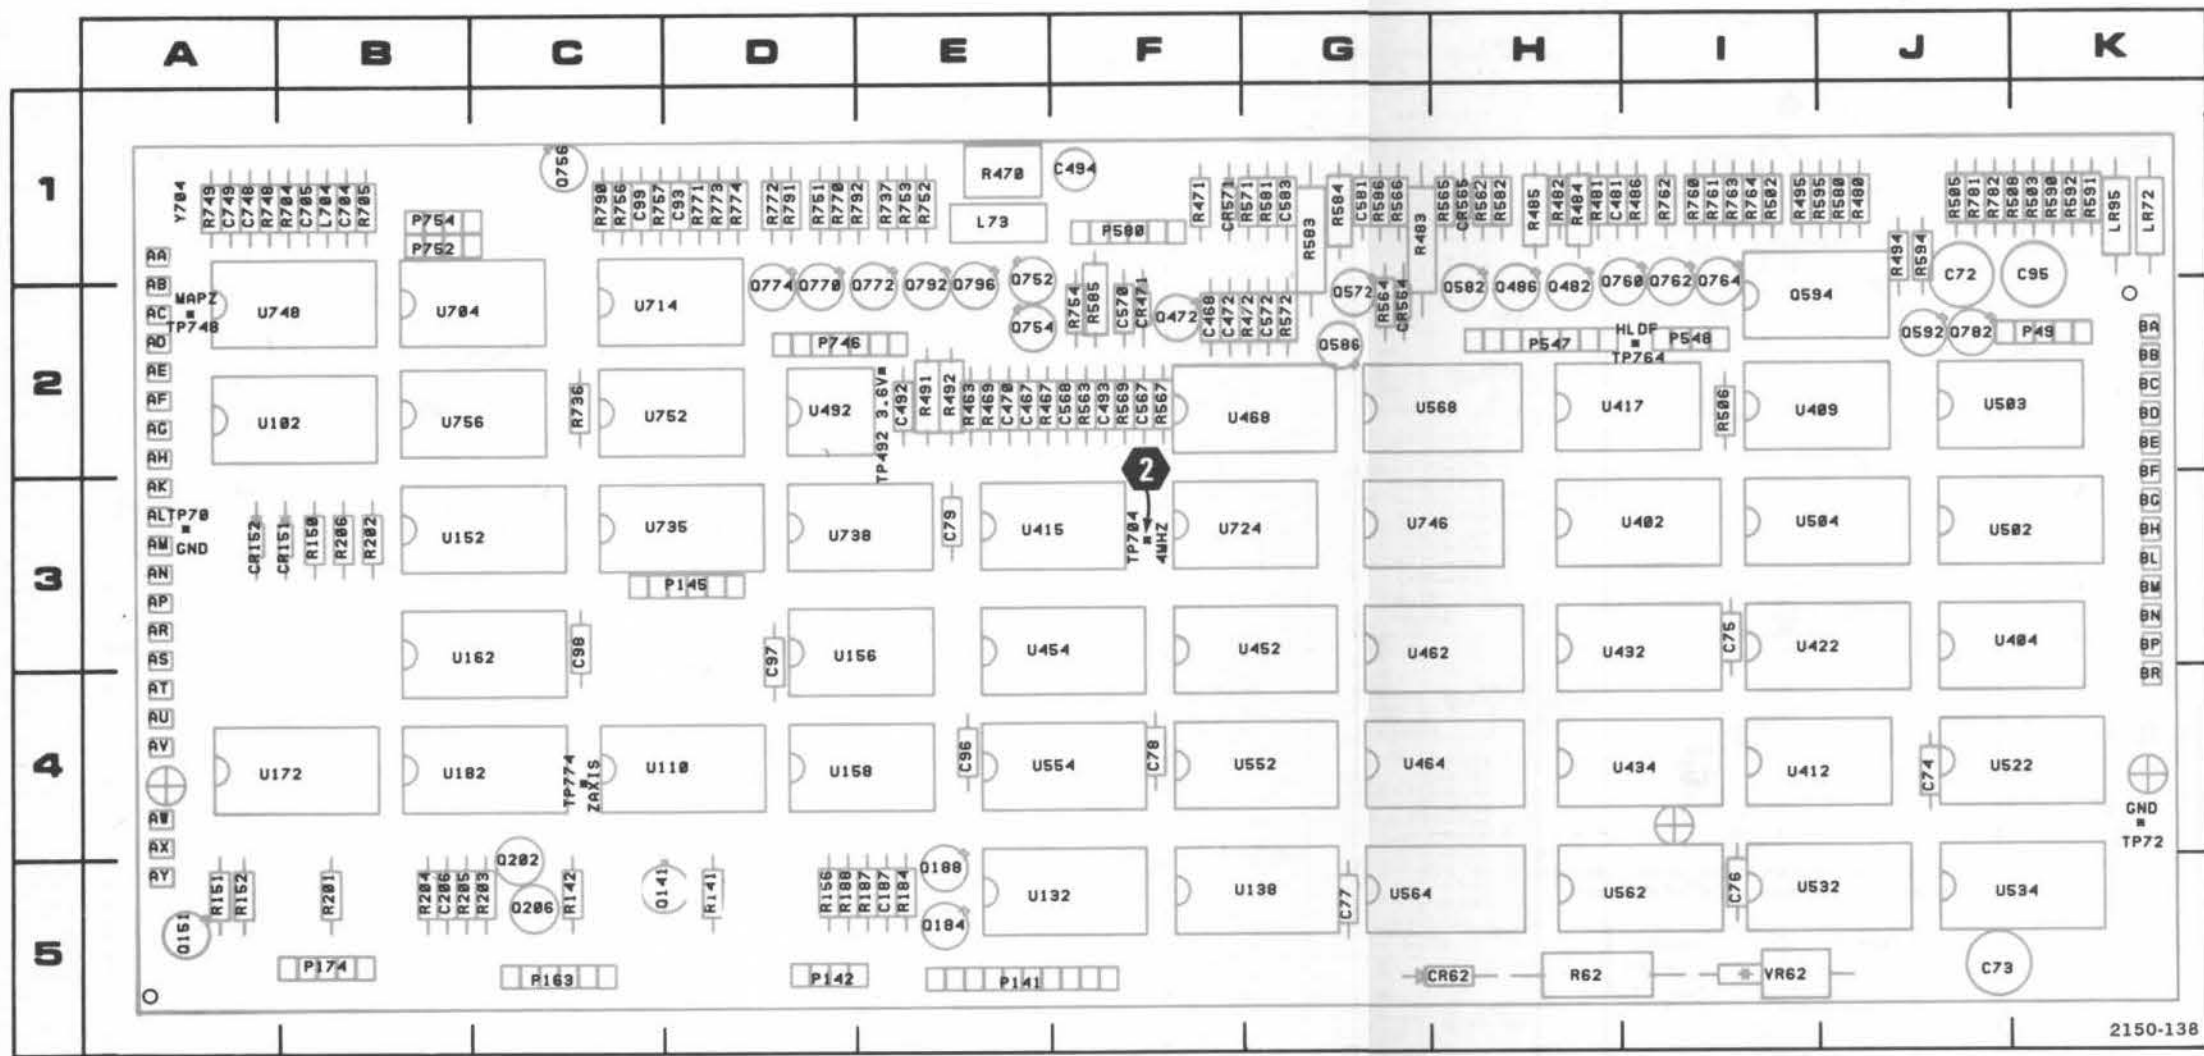 A B C D E F G H I J K
1
Y704 R749 C749 C748 R748 R704 C705 L704 C704 R705
P754
P752
Q756
R790 R756 C99 R757 C93 R771 R773 R774 R772 R791 R751 R770 R792 R737 R753 R752
R470
L73
C494
P580
R471 CR571 R571 R581 C583 R583 R584 C581 R586 R566 R483 R565 CR565 R562 R582 R485 R482 R484 R481 C481 R486 R762 R760 R761 R763 R764 R502 R495 R595 R580 R480
R505 R781 R782 R508 R503 R590 R592 R591 LR95 LR72
R494 R594 C72 C95
AA
AB
AC
AD
AE
AF
AG
AH
AK
AL
AM
AN
AP
AR
AS
AT
AU
AV
AW
AX
AY
MAPZ
TP748
U748 U704 U714
Q774 Q770 Q772 Q792 Q796 Q752
Q754
R754 R585 C570 CR471 Q472 C468 C472 R472 C572 R572
Q572 R564 CR564 Q582 Q486 Q482 Q760 Q762 Q764 Q594
P746
Q586
P547
HLDF
TP764
P548
Q592 Q782 P49
2
U102 U756 R736 U752 U492
TP492 3.6V
C492 R491 R492 R463 R469 C470 C467 R467 C568 R563 C493 R569 C567 R567
U468 U568 U417 R506 U409 U503
BA
BB
BC
BD
BE
BF
BG
BH
BL
BM
BN
BP
BR
2
3
TP70
GND
CR152 CR151 R150 R206 R202
U152 U735 U738 C79 U415
TP704
4MHZ
U724 U746 U402 U504 U502
P145
U162 C98 C97 U156 U454 U452 U462 U432 C75 U422 U404
4
U172 U182
TP774
ZAXIS
U110 U158 C96 U554 C78 U552 U464 U434 U412 C74 U522
GND
TP72
5
R151 R152 Q151 R201 R204 C206 R205 R203 Q202 Q206 R142 Q141 R141 R156 R188 R187 C187 R184 Q188 Q184
U132 U138 C77 U564 U562 C76 U532 U534
P174 P163 P142 P141 CR62 R62 VR62 C73
2150-138